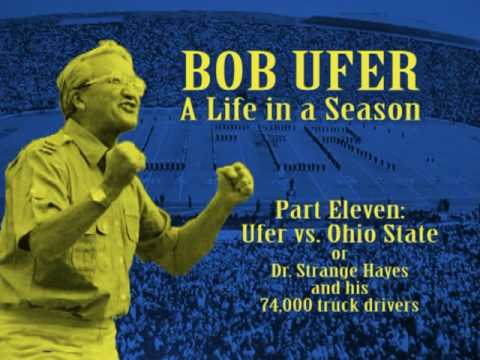 BOB UFER
A Life in a Season
Part Eleven:
Ufer vs. Ohio State
or
Dr. Strange Hayes
and his
74,000 truck drivers